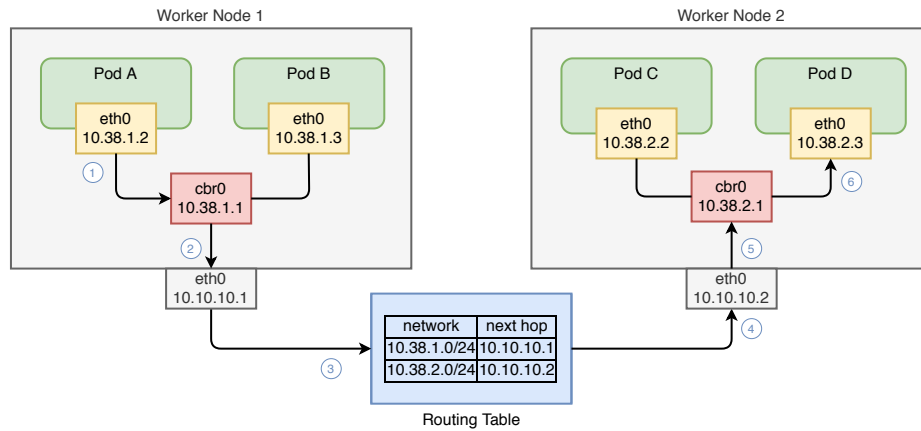 Worker Node 1
Worker Node 2
Pod A
Pod B
Pod C
Pod D
eth0
10.38.1.2
eth0
10.38.1.3
eth0
10.38.2.2
eth0
10.38.2.3
1
cbr0
10.38.1.1
cbr0
10.38.2.1
6
2
5
eth0
10.10.10.1
eth0
10.10.10.2
network next hop
10.38.1.0/24 10.10.10.1
10.38.2.0/24 10.10.10.2
3
4
Routing Table